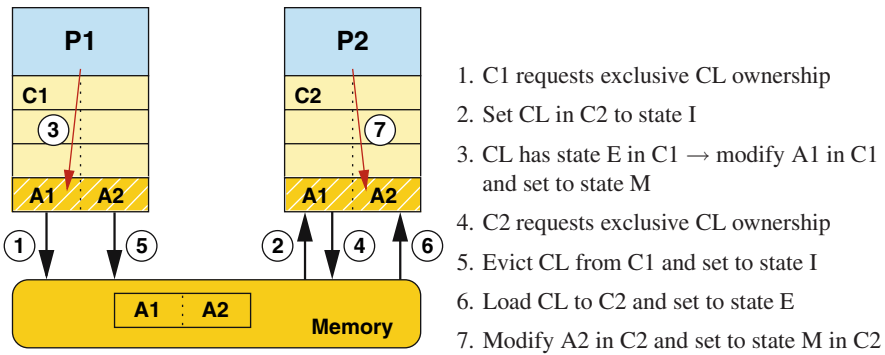 P1
P2
C1
C2
3
7
A1 A2
A1 A2
1
5
2
4
6
A1 A2
Memory
1. C1 requests exclusive CL ownership
2. Set CL in C2 to state I
3. CL has state E in C1 → modify A1 in C1
and set to state M
4. C2 requests exclusive CL ownership
5. Evict CL from C1 and set to state I
6. Load CL to C2 and set to state E
7. Modify A2 in C2 and set to state M in C2